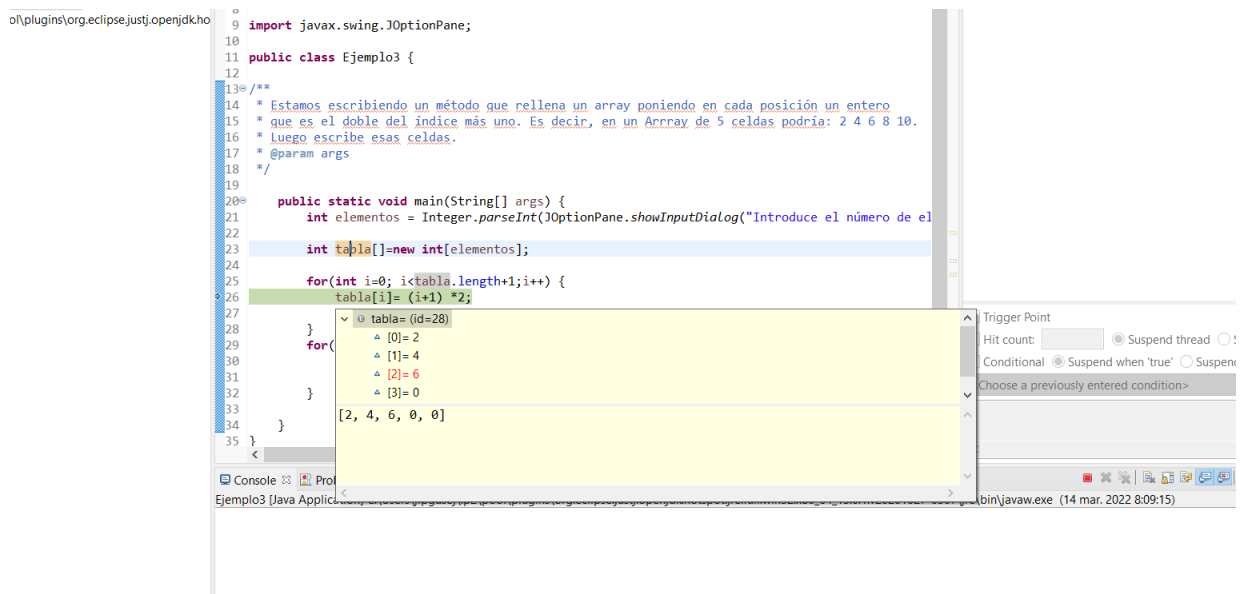 ol\plugins\org.eclipse.justj.openjdk.ho
8
9 import javax.swing.JOptionPane;
10
11 public class Ejemplo3 {
12
13 /**
14 * Estamos escribiendo un método que rellena un array poniendo en cada posición un entero
15 * que es el doble del índice más uno. Es decir, en un Arrray de 5 celdas podría: 2 4 6 8 10.
16 * Luego escribe esas celdas.
17 * @param args
18 */
19
20 public static void main(String[] args) {
21 int elementos = Integer.parseInt(JOptionPane.showInputDialog("Introduce el número de el
22
23 int tabla[]=new int[elementos];
24
25 for(int i=0; i<tabla.length+1;i++) {
26 tabla[i]= (i+1) *2;
27
28 }
29 for(
30
31
32 }
33
34 }
35 }
tabla= (id=28)
[0]= 2
[1]= 4
[2]= 6
[3]= 0
[2, 4, 6, 0, 0]
Trigger Point
Hit count:
Suspend thread
Conditional
Suspend when 'true'
Suspen
Choose a previously entered condition>
Console
Prol
Ejemplo3 [Java Applicat
\bin\javaw.exe (14 mar. 2022 8:09:15)